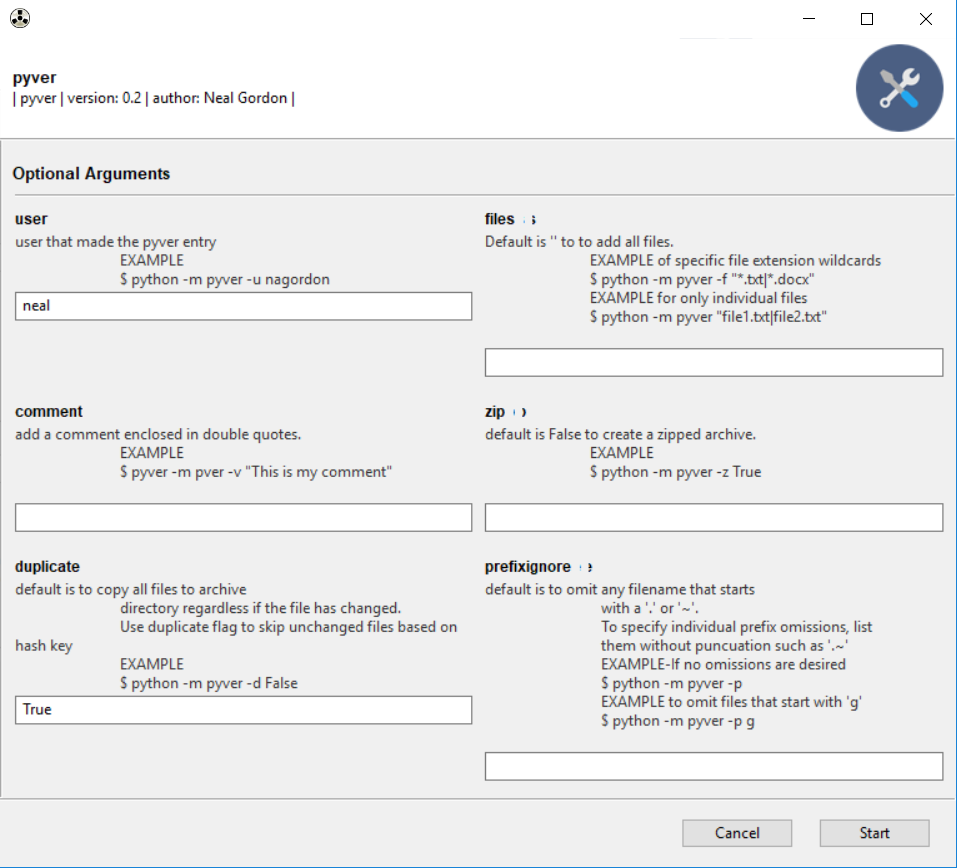 pyver
| pyver | version: 0.2 | author: Neal Gordon |
Optional Arguments
user
user that made the pyver entry
EXAMPLE
$ python -m pyver -u nagordon
neal
files
Default is '' to to add all files.
EXAMPLE of specific file extension wildcards
$ python -m pyver -f "*.txt|*.docx"
EXAMPLE for only individual files
$ python -m pyver "file1.txt|file2.txt"
comment
add a comment enclosed in double quotes.
EXAMPLE
$ pyver -m pver -v "This is my comment"
zip
default is False to create a zipped archive.
EXAMPLE
$ python -m pyver -z True
duplicate
default is to copy all files to archive
directory regardless if the file has changed.
Use duplicate flag to skip unchanged files based on
hash key
EXAMPLE
$ python -m pyver -d False
True
prefixignore
default is to omit any filename that starts
with a '.' or '~'.
To specify individual prefix omissions, list
them without puncuation such as '.~'
EXAMPLE-If no omissions are desired
$ python -m pyver -p
EXAMPLE to omit files that start with 'g'
$ python -m pyver -p g
Cancel
Start